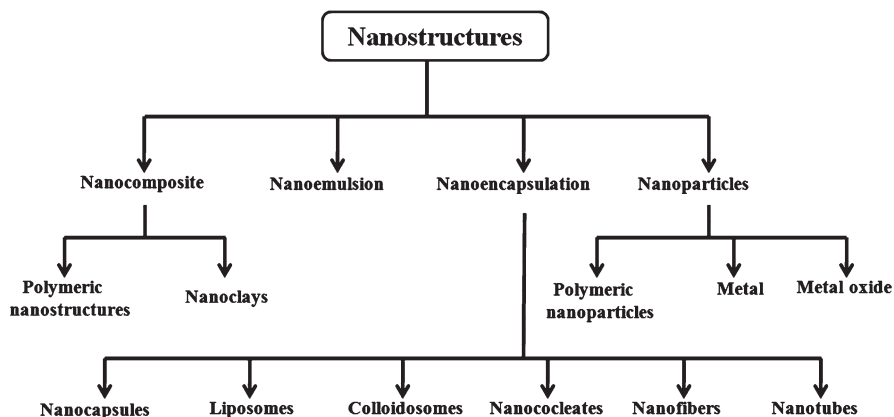 Nanostructures
Nanocomposite
Nanoemulsion
Nanoencapsulation
Nanoparticles
Polymeric
nanostructures
Nanoclays
Polymeric
nanoparticles
Metal
Metal oxide
Nanocapsules
Liposomes
Colloidosomes
Nanocochleates
Nanofibers
Nanotubes